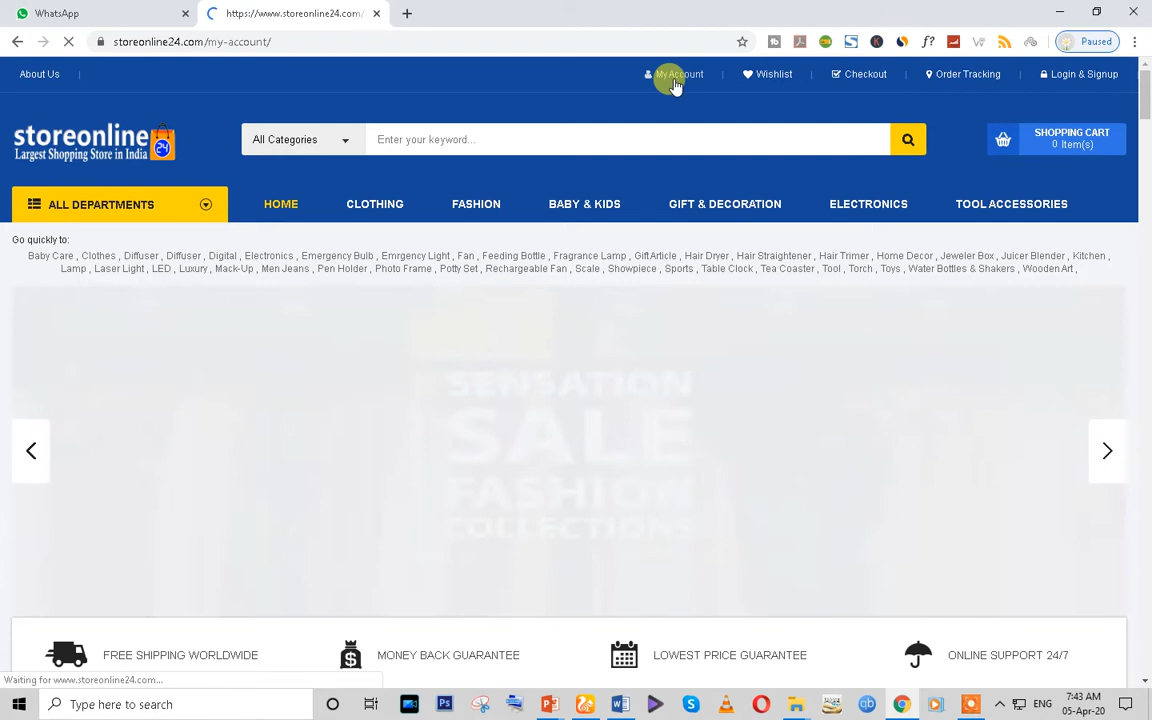 WhatsApp
https://www.storeonline24.com/
storeonline24.com/my-account/
Paused
About Us
My Account
Wishlist
Checkout
Order Tracking
Login & Signup
storeonline 24
Largest Shopping Store in India
All Categories
Enter your keyword...
SHOPPING CART
0 Item(s)
ALL DEPARTMENTS
HOME
CLOTHING
FASHION
BABY & KIDS
GIFT & DECORATION
ELECTRONICS
TOOL ACCESSORIES
Go quickly to:
Baby Care , Clothes , Diffuser , Diffuser , Digital , Electronics , Emergency Bulb , Emrgency Light , Fan , Feeding Bottle , Fragrance Lamp , Gift Article , Hair Dryer , Hair Straightener , Hair Trimer , Home Decor , Jeweler Box , Juicer Blender , Kitchen ,
Lamp , Laser Light , LED , Luxury , Mack-Up , Men Jeans , Pen Holder , Photo Frame , Potty Set , Rechargeable Fan , Scale , Showpiece , Sports , Table Clock , Tea Coaster , Tool , Torch , Toys , Water Bottles & Shakers , Wooden Art ,
SENSATION
SALE
FASHION
COLLECTIONS
FREE SHIPPING WORLDWIDE
MONEY BACK GUARANTEE
LOWEST PRICE GUARANTEE
ONLINE SUPPORT 24/7
Waiting for www.storeonline24.com...
Type here to search
ENG
7:43 AM
05-Apr-20